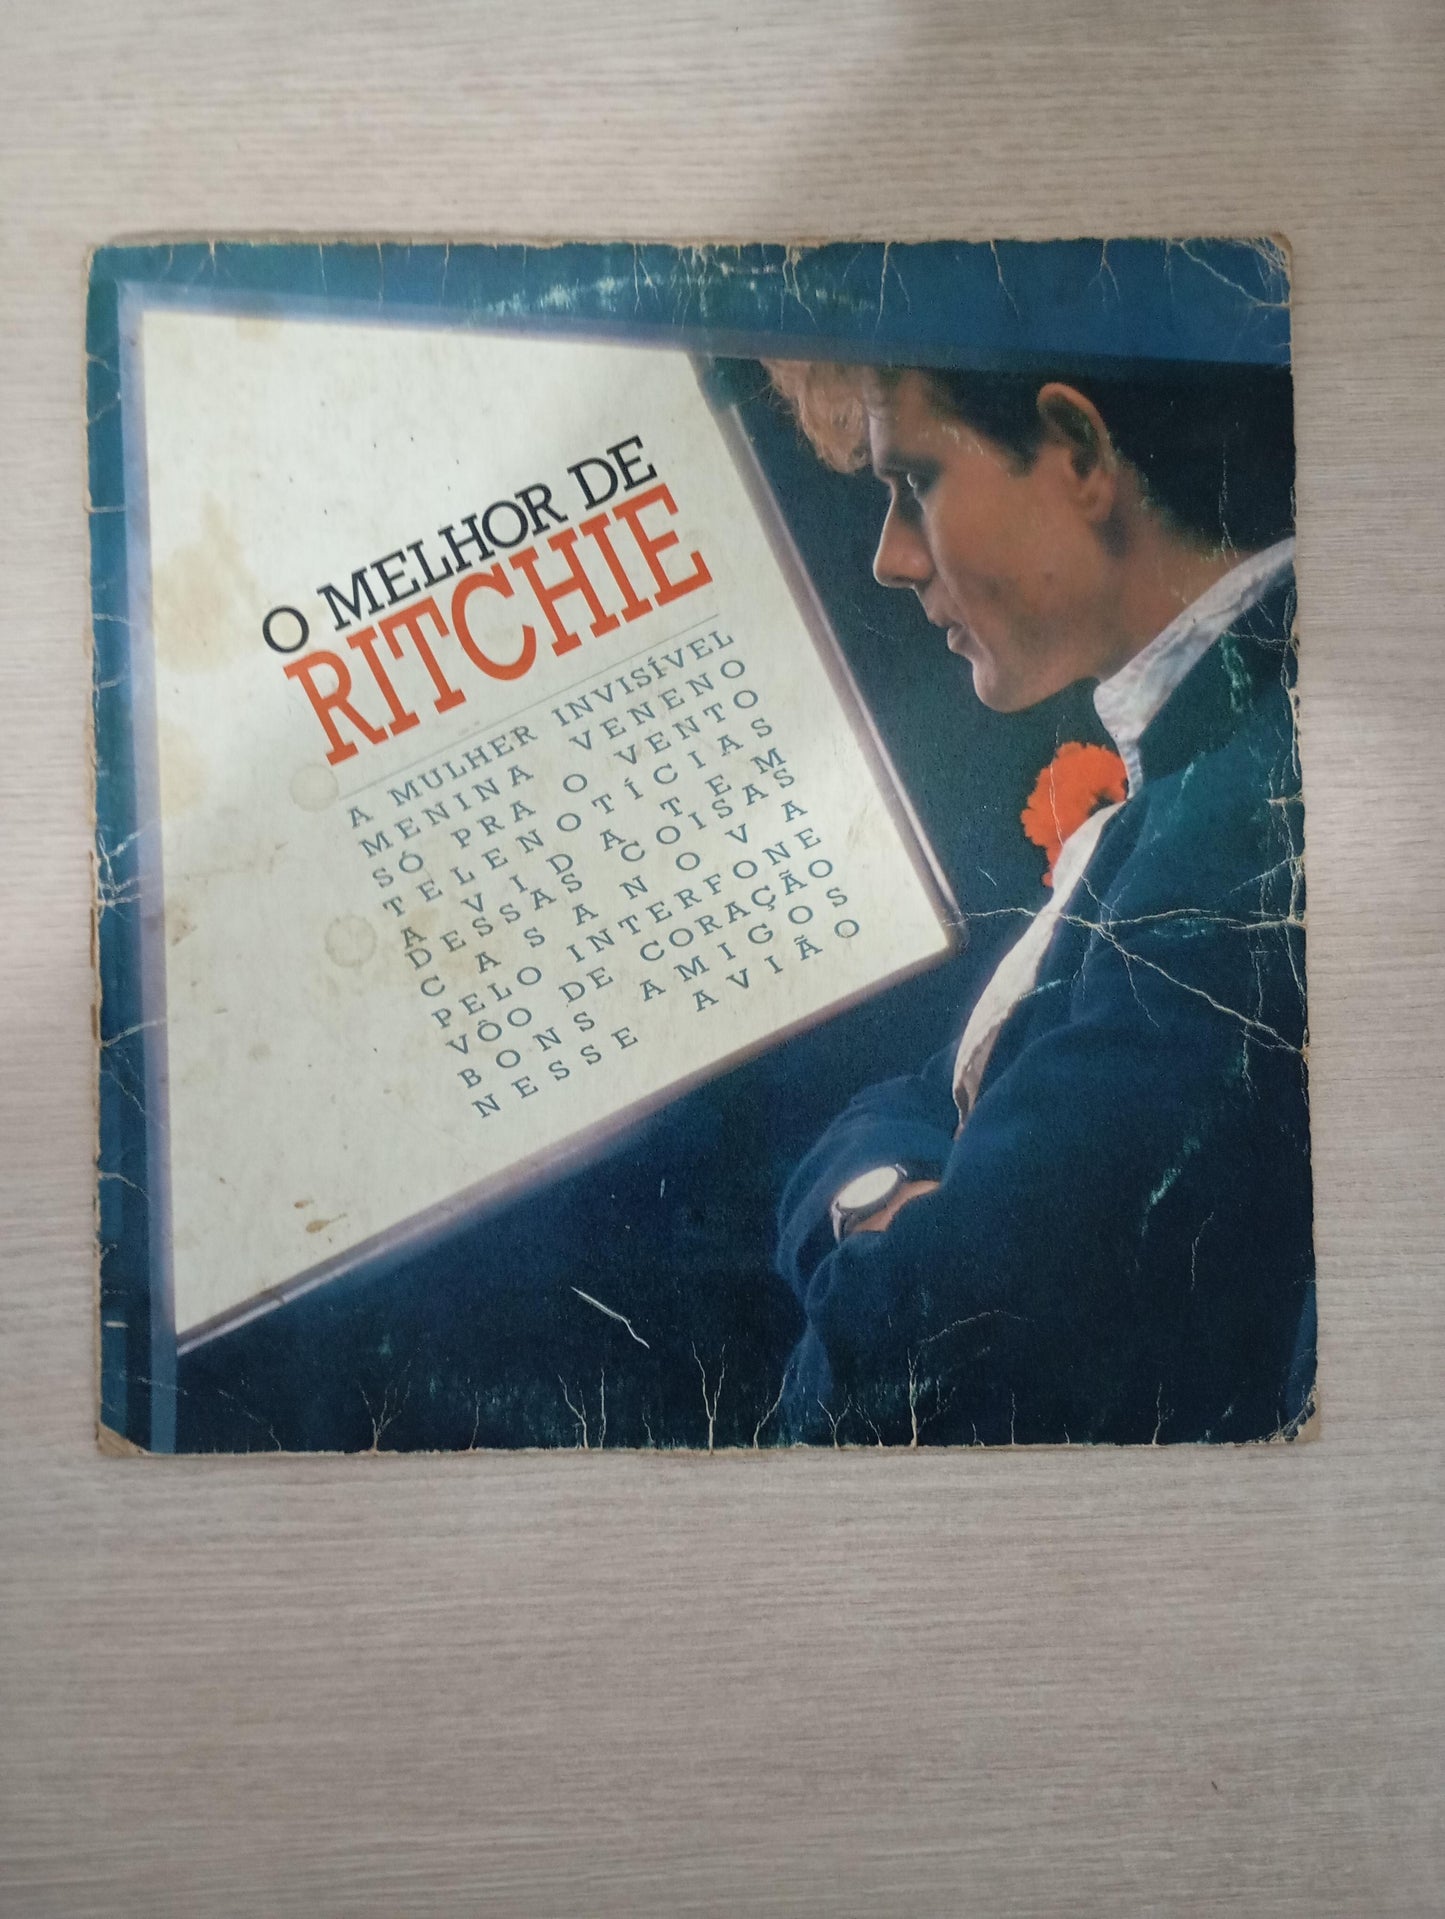 O MELHOR DE
RITCHIE
A MULHER INVISÍVEL
MENINA VENENO
SÓ PRA O VENTO
TELENOTÍCIAS
A VIDA TEM
DESSAS COISAS
CASANOVA
PELO INTERFONE
VÔO DE CORAÇÃO
BONS AMIGOS
NESSE AVIÃO